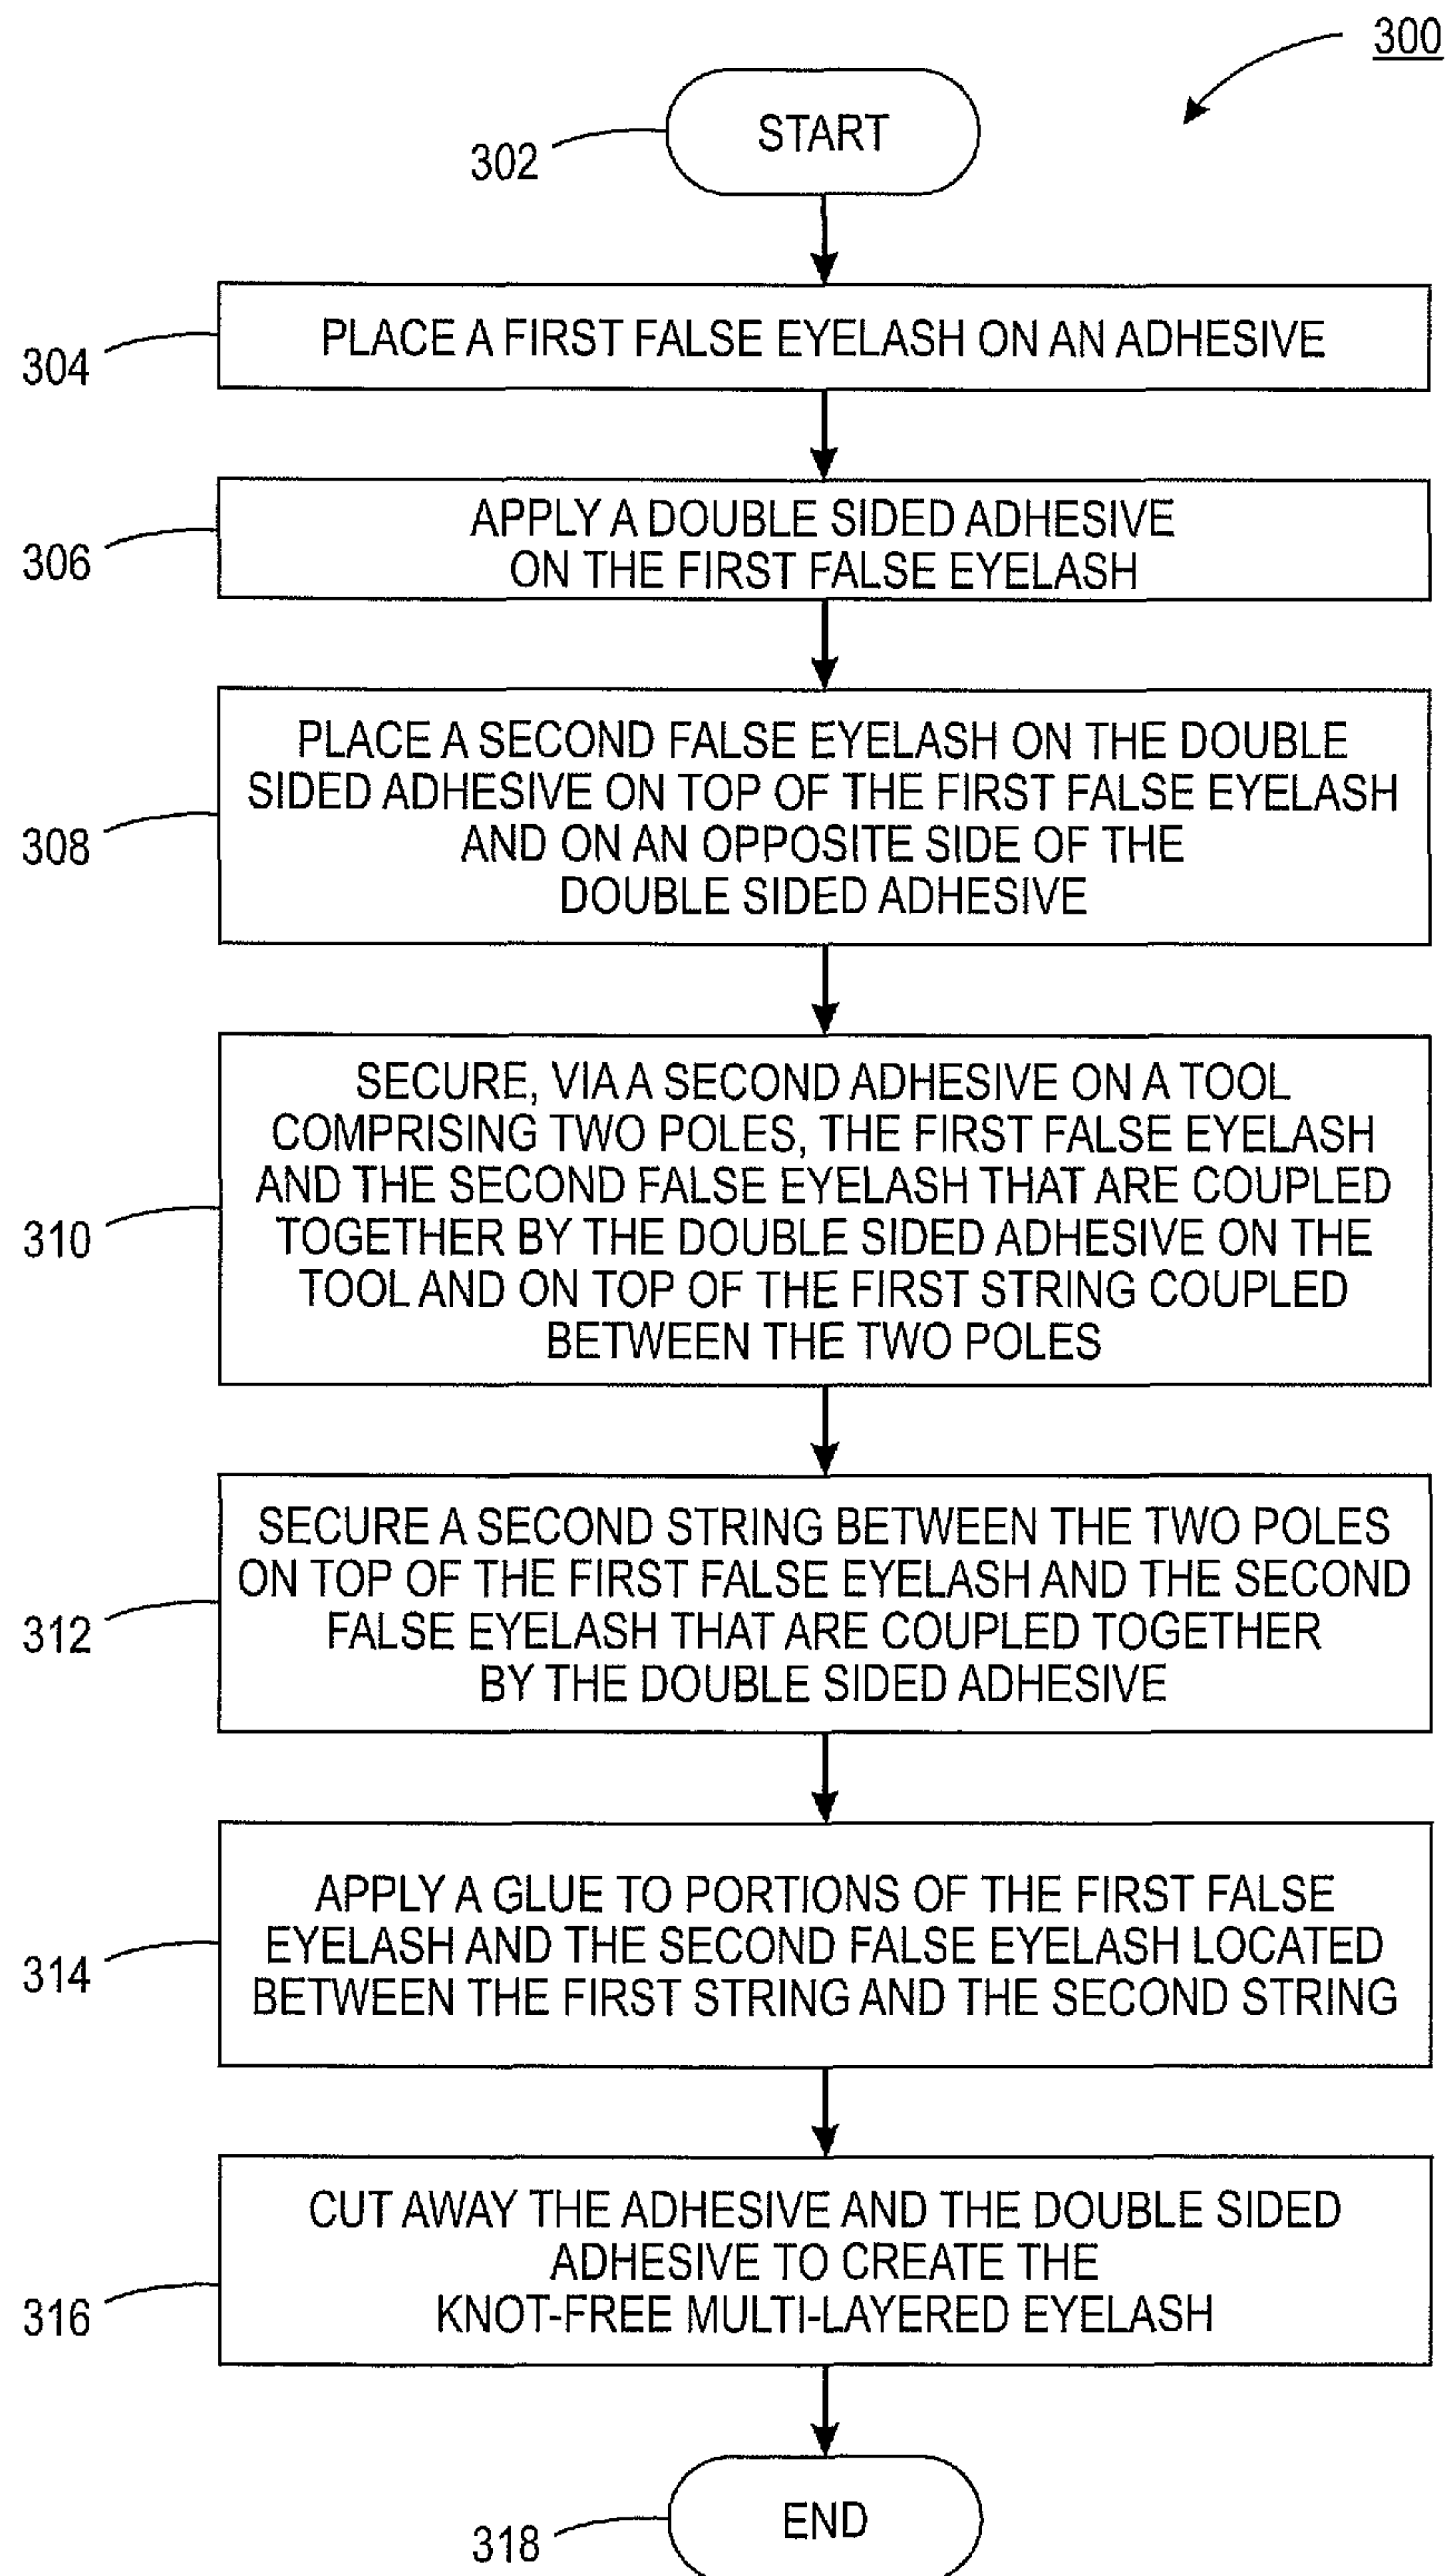 300
302
START
304
PLACE A FIRST FALSE EYELASH ON AN ADHESIVE
306
APPLY A DOUBLE SIDED ADHESIVE
ON THE FIRST FALSE EYELASH
308
PLACE A SECOND FALSE EYELASH ON THE DOUBLE
SIDED ADHESIVE ON TOP OF THE FIRST FALSE EYELASH
AND ON AN OPPOSITE SIDE OF THE
DOUBLE SIDED ADHESIVE
310
SECURE, VIA A SECOND ADHESIVE ON A TOOL
COMPRISING TWO POLES, THE FIRST FALSE EYELASH
AND THE SECOND FALSE EYELASH THAT ARE COUPLED
TOGETHER BY THE DOUBLE SIDED ADHESIVE ON THE
TOOL AND ON TOP OF THE FIRST STRING COUPLED
BETWEEN THE TWO POLES
312
SECURE A SECOND STRING BETWEEN THE TWO POLES
ON TOP OF THE FIRST FALSE EYELASH AND THE SECOND
FALSE EYELASH THAT ARE COUPLED TOGETHER
BY THE DOUBLE SIDED ADHESIVE
314
APPLY A GLUE TO PORTIONS OF THE FIRST FALSE
EYELASH AND THE SECOND FALSE EYELASH LOCATED
BETWEEN THE FIRST STRING AND THE SECOND STRING
316
CUT AWAY THE ADHESIVE AND THE DOUBLE SIDED
ADHESIVE TO CREATE THE
KNOT-FREE MULTI-LAYERED EYELASH
318
END